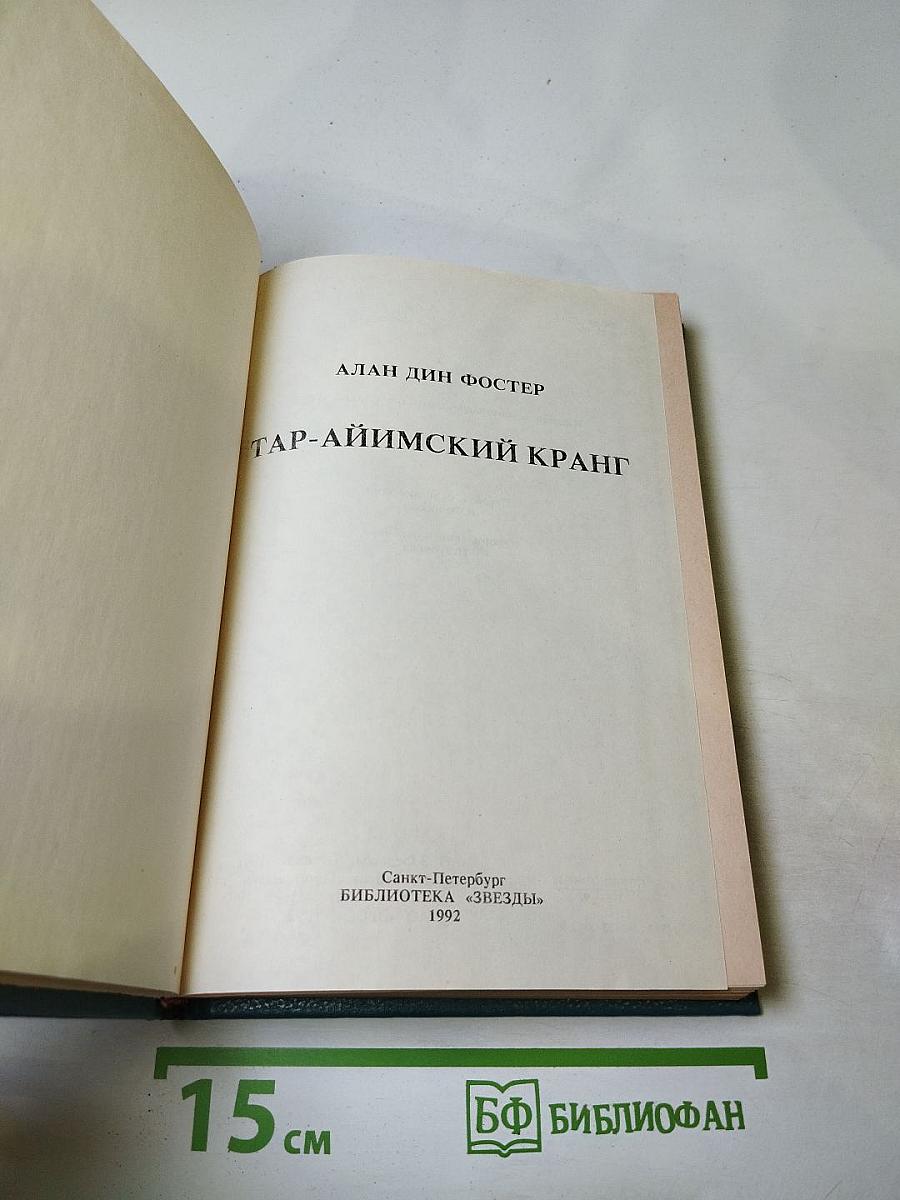 АЛАН ДИН ФОСТЕР
ТАР-АЙИМСКИЙ КРАНГ
Санкт-Петербург
БИБЛИОТЕКА «ЗВЕЗДЫ»
1992
15 см
БФ БИБЛИОФАН